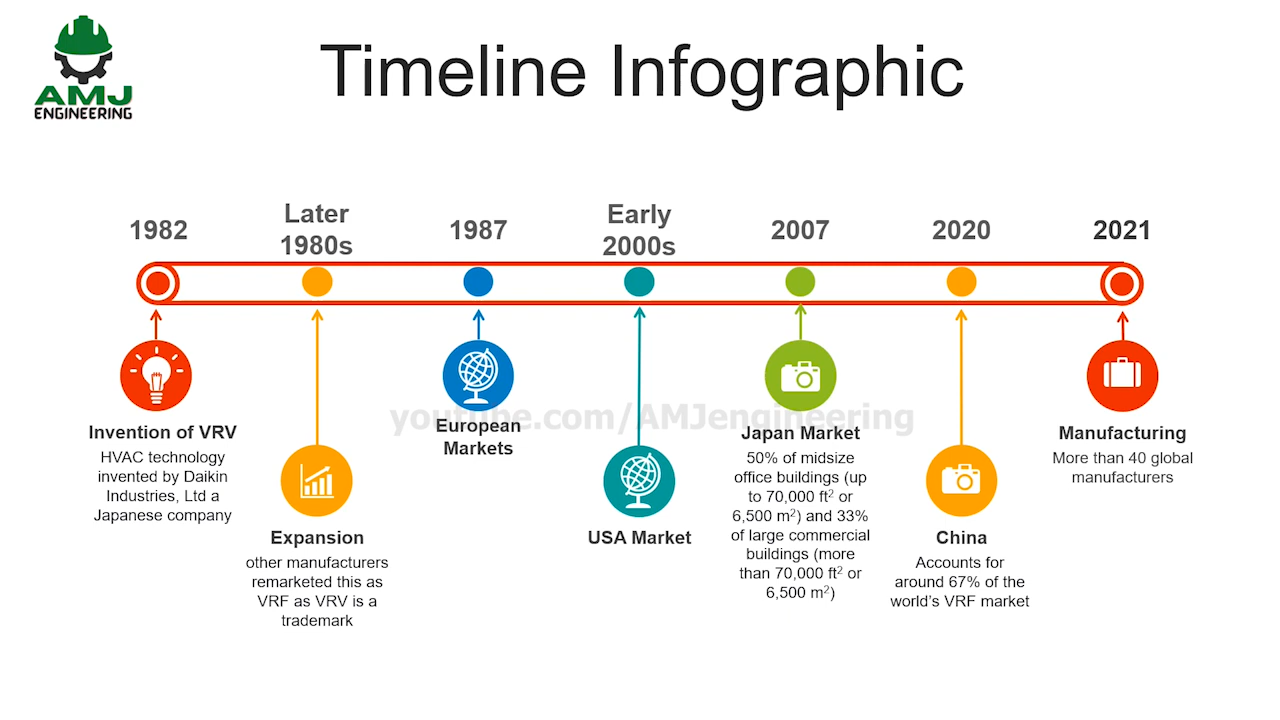 AMJ
ENGINEERING
Timeline Infographic
1982
Later
1980s
1987
Early
2000s
2007
2020
2021
youtube.com/AMJengineering
Invention of VRV
HVAC technology
invented by Daikin
Industries, Ltd a
Japanese company
Expansion
other manufacturers
remarketed this as
VRF as VRV is a
trademark
European
Markets
USA Market
Japan Market
50% of midsize
office buildings (up
to 70,000 ft² or
6,500 m²) and 33%
of large commercial
buildings (more
than 70,000 ft² or
6,500 m²)
China
Accounts for
around 67% of the
world's VRF market
Manufacturing
More than 40 global
manufacturers